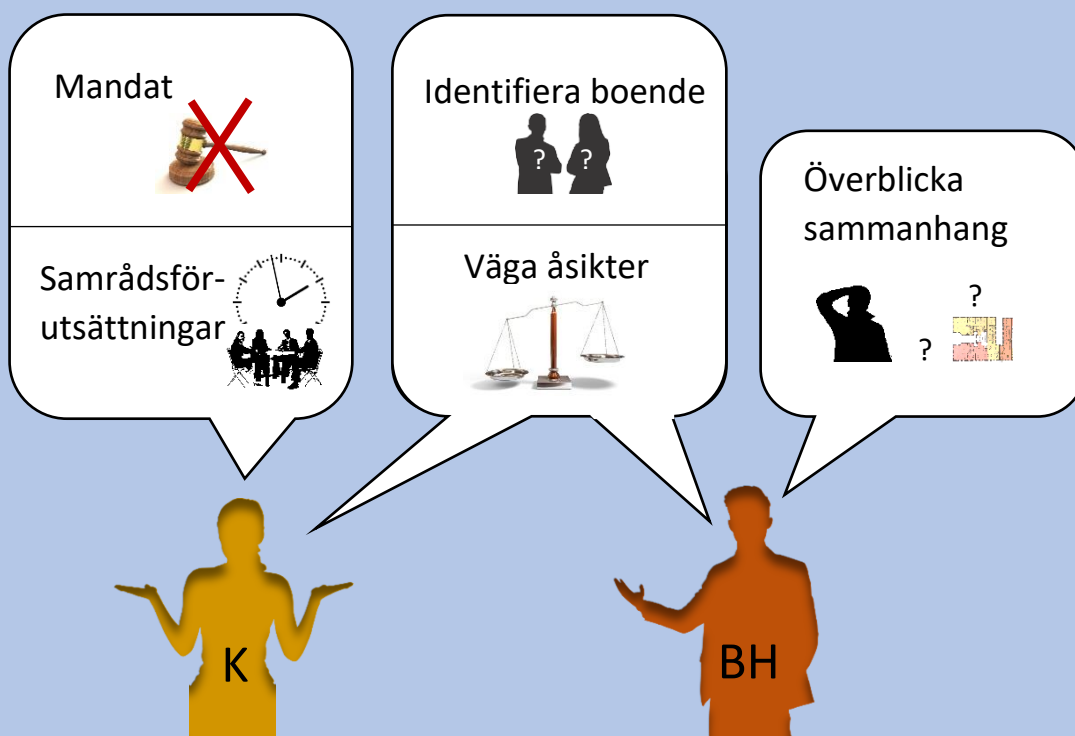 Mandat
Samrådsför-
utsättningar
Identifiera boende
? ?
Väga åsikter
Överblicka
sammanhang
?
?
K
BH